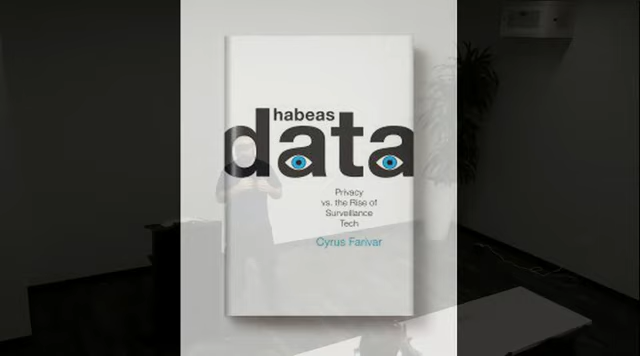 habeas
data
Privacy
vs. the Rise of
Surveillance
Tech
Cyrus Farivar